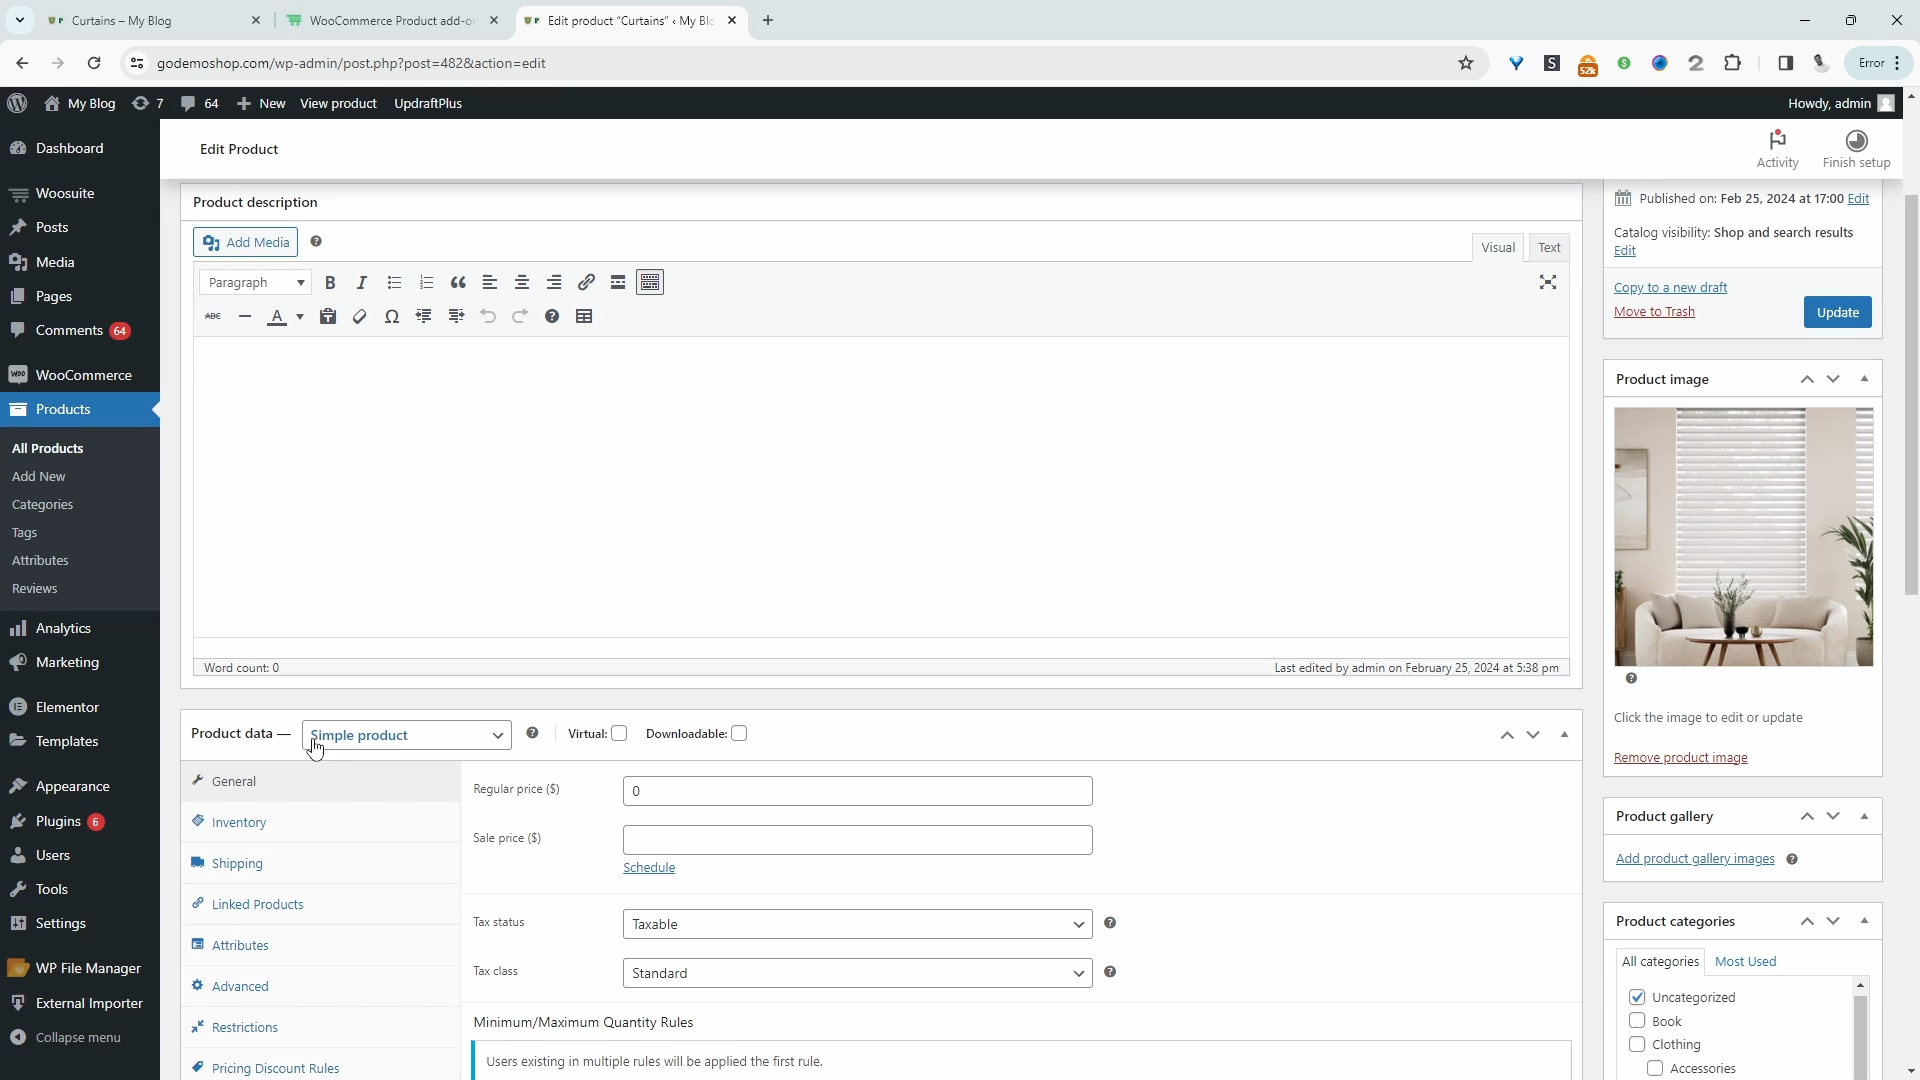 Curtains – My Blog
WooCommerce Product add-o
Edit product "Curtains" ‹ My Blo
godemoshop.com/wp-admin/post.php?post=482&action=edit
S
52k
Error
My Blog
7
64
New
View product
UpdraftPlus
Howdy, admin
Dashboard
Woosuite
Posts
Media
Pages
Comments 64
WooCommerce
Products
All Products
Add New
Categories
Tags
Attributes
Reviews
Analytics
Marketing
Elementor
Templates
Appearance
Plugins 6
Users
Tools
Settings
WP File Manager
External Importer
Collapse menu
Edit Product
Activity
Finish setup
Product description
Add Media
Visual
Text
Paragraph
B
I
ABC
A
Word count: 0
Last edited by admin on February 25, 2024 at 5:38 pm
Product data —
Simple product
Virtual:
Downloadable:
General
Inventory
Shipping
Linked Products
Attributes
Advanced
Restrictions
Pricing Discount Rules
Regular price ($)
0
Sale price ($)
Schedule
Tax status
Taxable
Tax class
Standard
Minimum/Maximum Quantity Rules
Users existing in multiple rules will be applied the first rule.
Published on: Feb 25, 2024 at 17:00 Edit
Catalog visibility: Shop and search results
Edit
Copy to a new draft
Move to Trash
Update
Product image
Click the image to edit or update
Remove product image
Product gallery
Add product gallery images
Product categories
All categories
Most Used
Uncategorized
Book
Clothing
Accessories